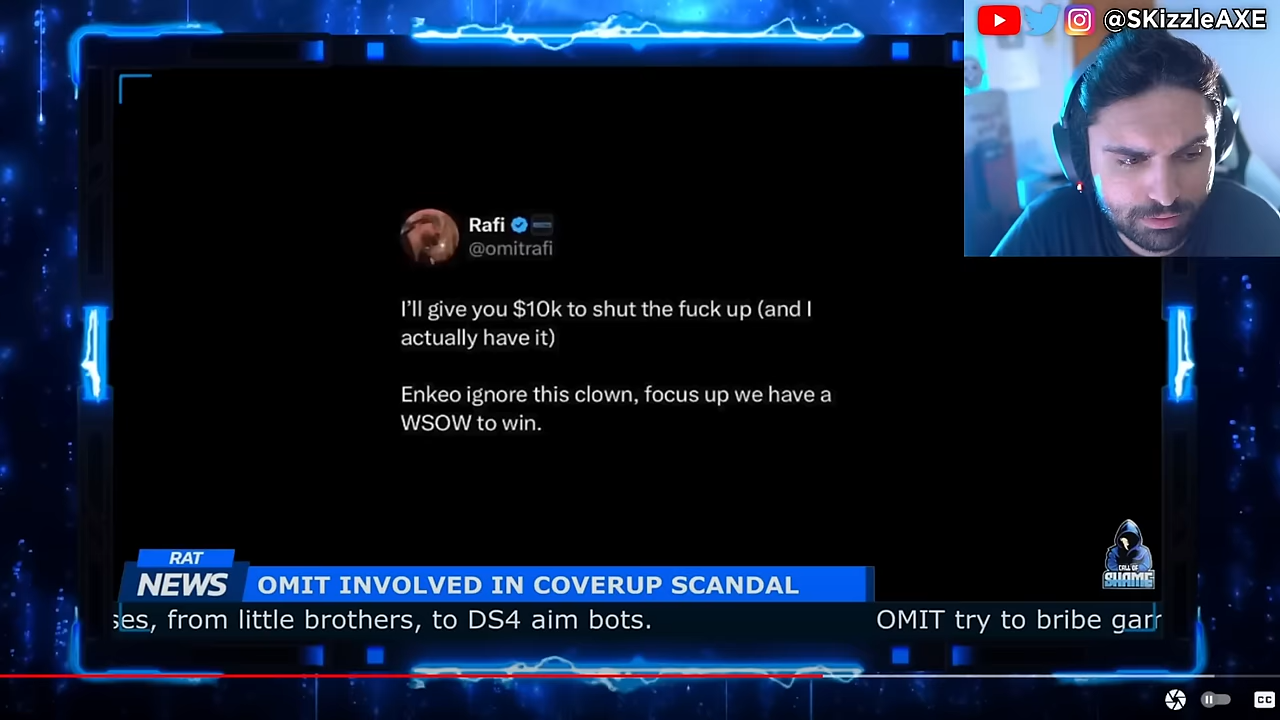 @SKizzleAXE
Rafi
@omitrafi
I'll give you $10k to shut the fuck up (and I
actually have it)
Enkeo ignore this clown, focus up we have a
WSOW to win.
CALL OF
SHAME
RAT
NEWS
OMIT INVOLVED IN COVERUP SCANDAL
ses, from little brothers, to DS4 aim bots.
OMIT try to bribe gam
CC